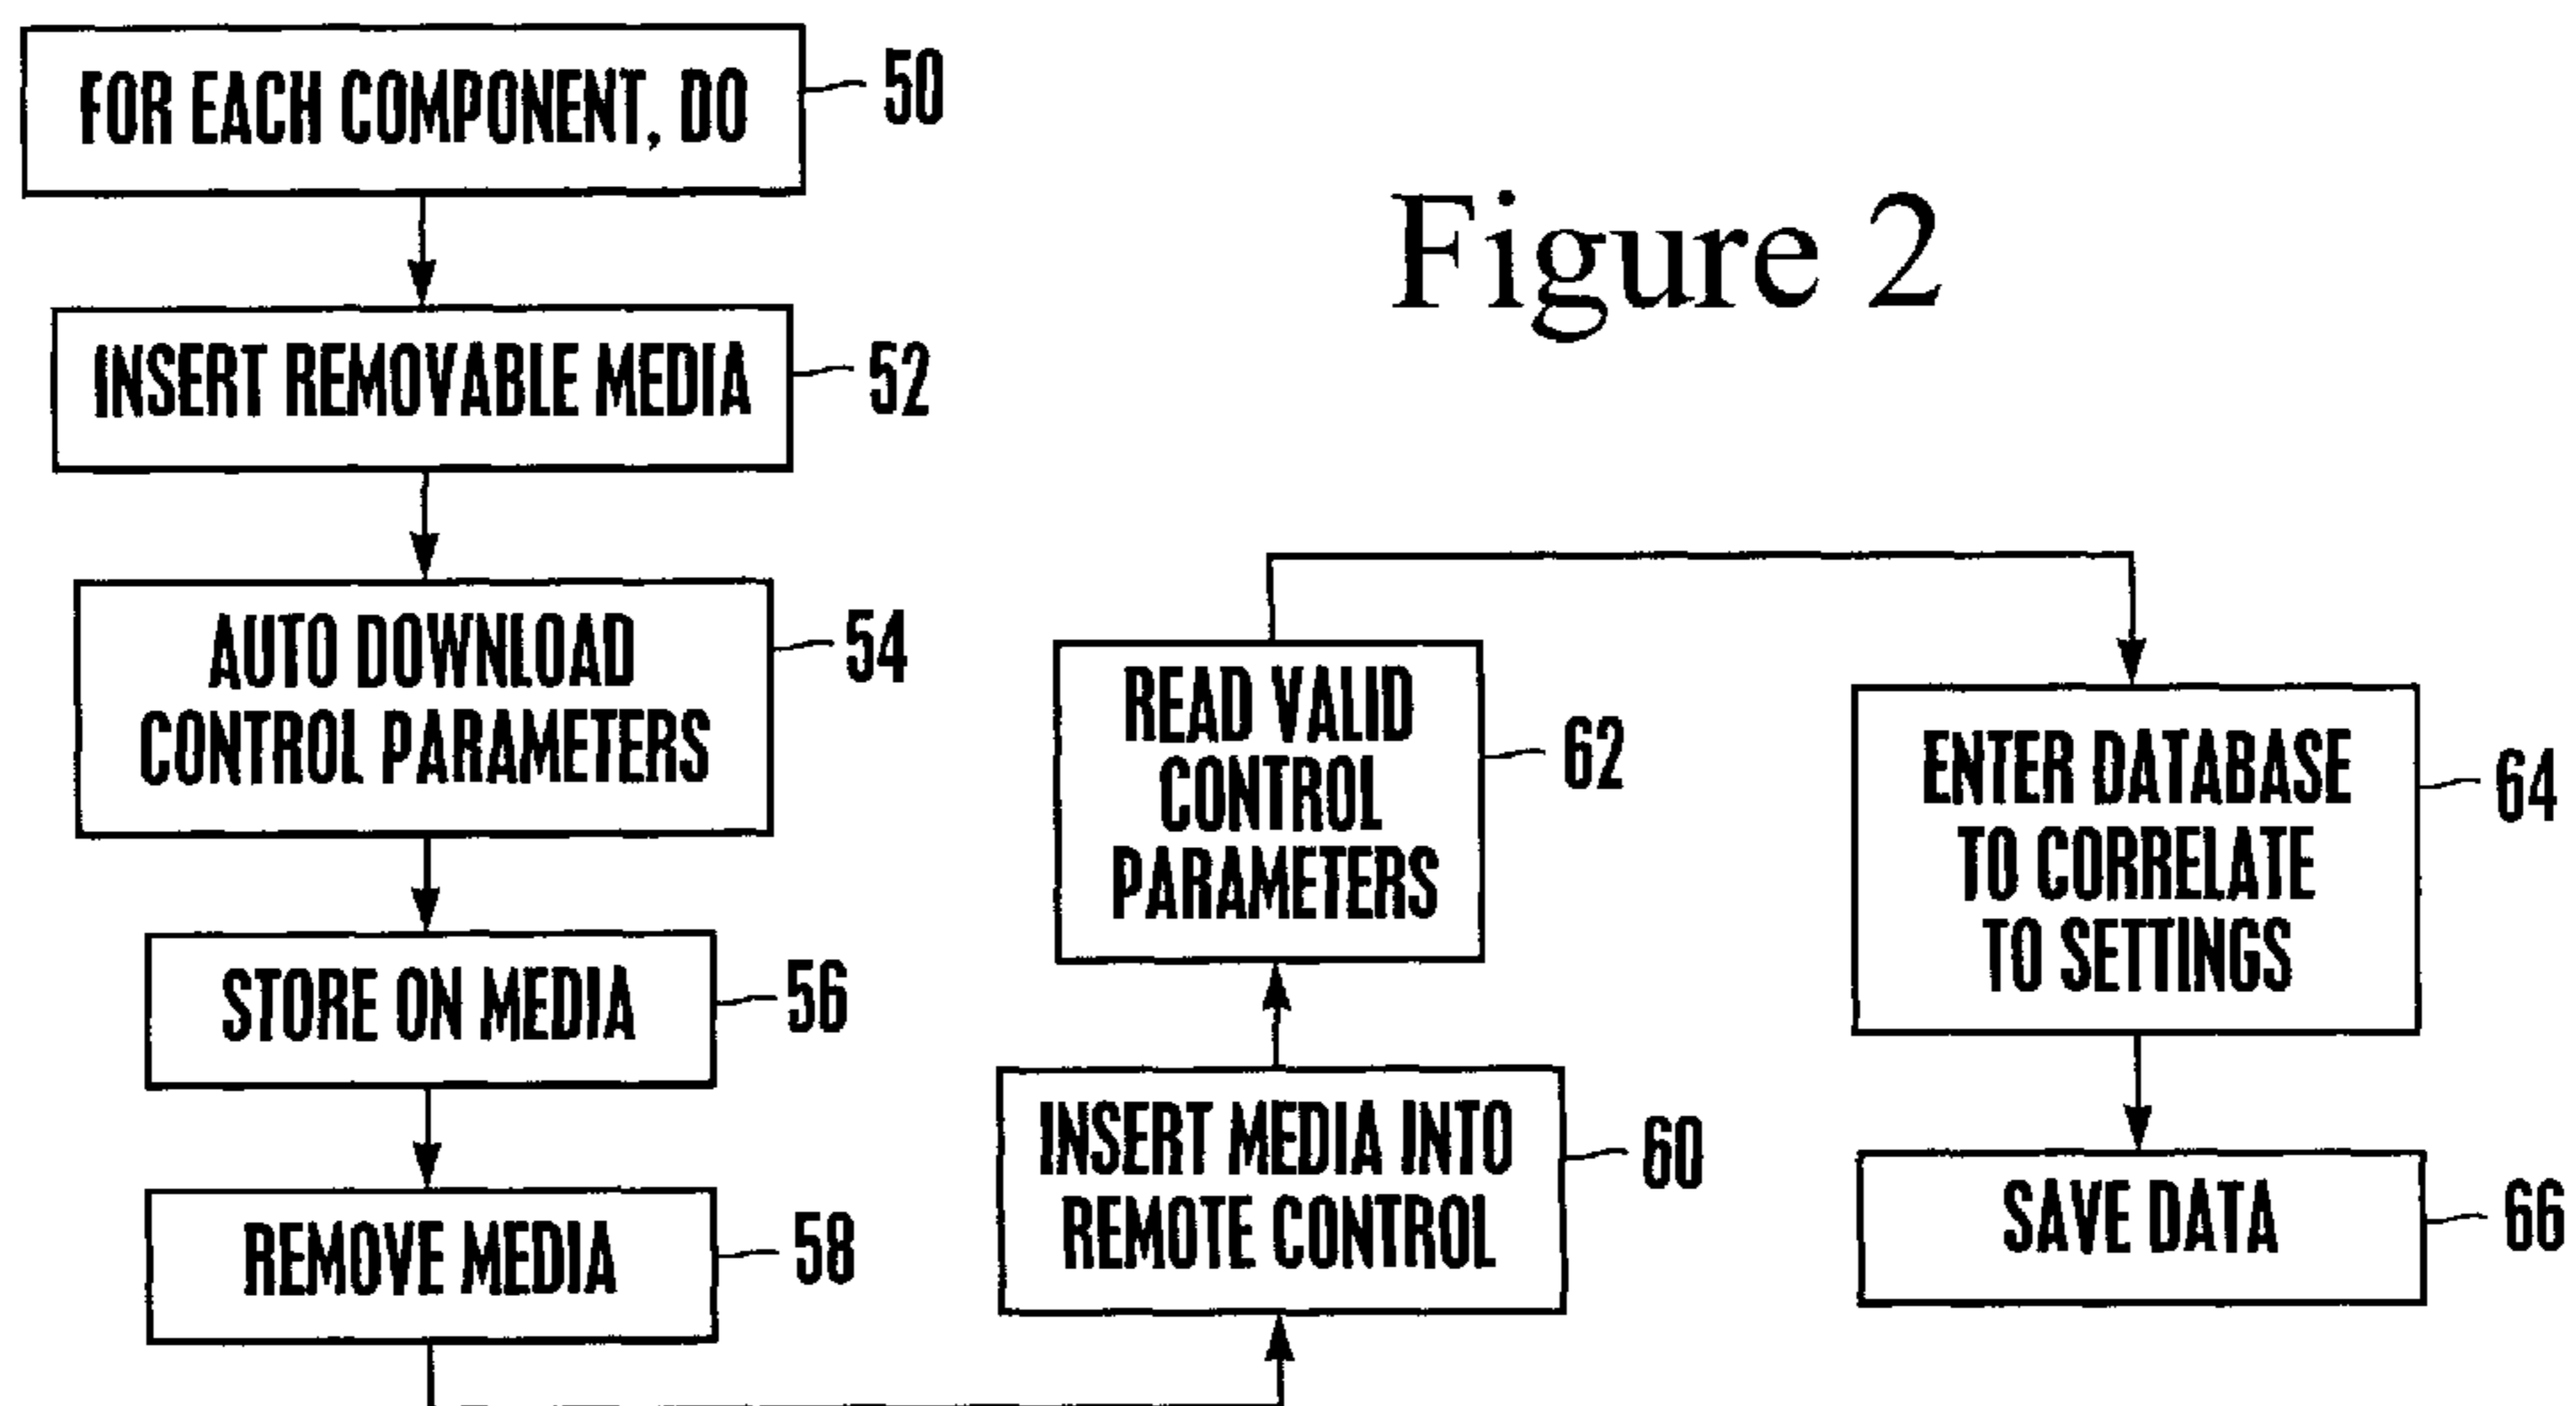 FOR EACH COMPONENT, DO
50
Figure 2
INSERT REMOVABLE MEDIA
52
AUTO DOWNLOAD
CONTROL PARAMETERS
54
STORE ON MEDIA
56
REMOVE MEDIA
58
INSERT MEDIA INTO
REMOTE CONTROL
60
READ VALID
CONTROL
PARAMETERS
62
ENTER DATABASE
TO CORRELATE
TO SETTINGS
64
SAVE DATA
66